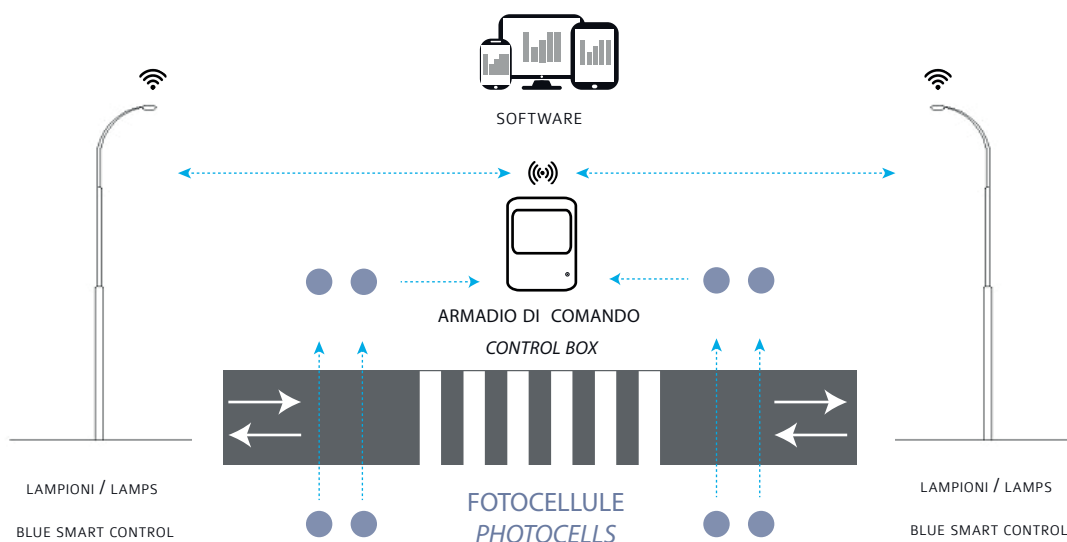 SOFTWARE
ARMADIO DI COMANDO
CONTROL BOX
LAMPIONI / LAMPS
BLUE SMART CONTROL
FOTOCELLULE
PHOTOCELLS
LAMPIONI / LAMPS
BLUE SMART CONTROL